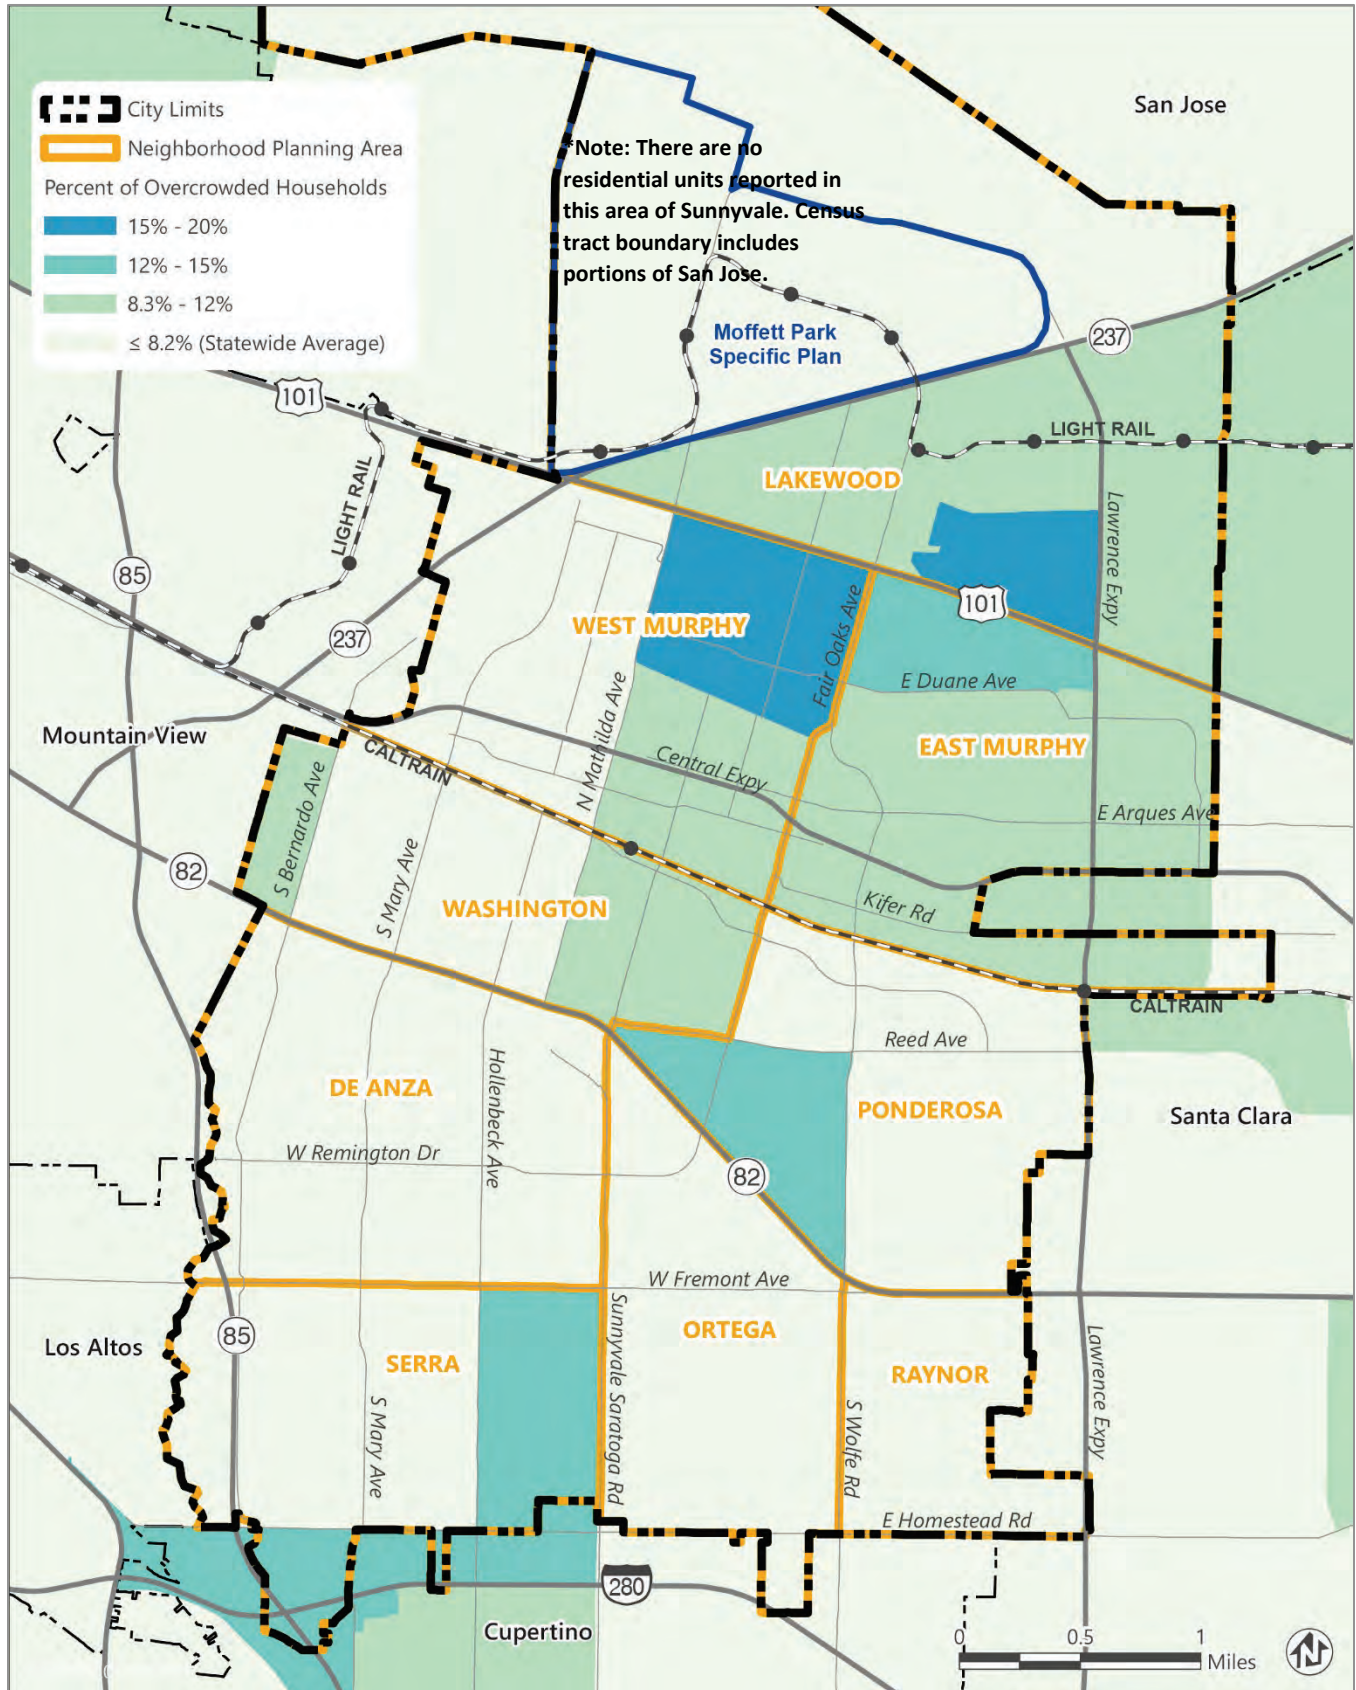 San Jose
City Limits
Neighborhood Planning Area
Percent of Overcrowded Households
15% - 20%
12% - 15%
8.3% - 12%
≤ 8.2% (Statewide Average)
*Note: There are no
residential units reported in
this area of Sunnyvale. Census
tract boundary includes
portions of San Jose.
Moffett Park
Specific Plan
237
101
LIGHT RAIL
LIGHT RAIL
LAKEWOOD
Lawrence Expy
85
101
237
WEST MURPHY
Fair Oaks Ave
E Duane Ave
N Mathilda Ave
Mountain View
CALTRAIN
EAST MURPHY
Central Expy
S Bernardo Ave
E Arques Ave
82
S Mary Ave
WASHINGTON
Kifer Rd
CALTRAIN
Reed Ave
Hollenbeck Ave
DE ANZA
PONDEROSA
Santa Clara
W Remington Dr
82
W Fremont Ave
Los Altos
85
SERRA
S Mary Ave
Sunnyvale Saratoga Rd
ORTEGA
RAYNOR
S Wolfe Rd
Lawrence Expy
E Homestead Rd
280
Cupertino
0 0.5 1
Miles
N